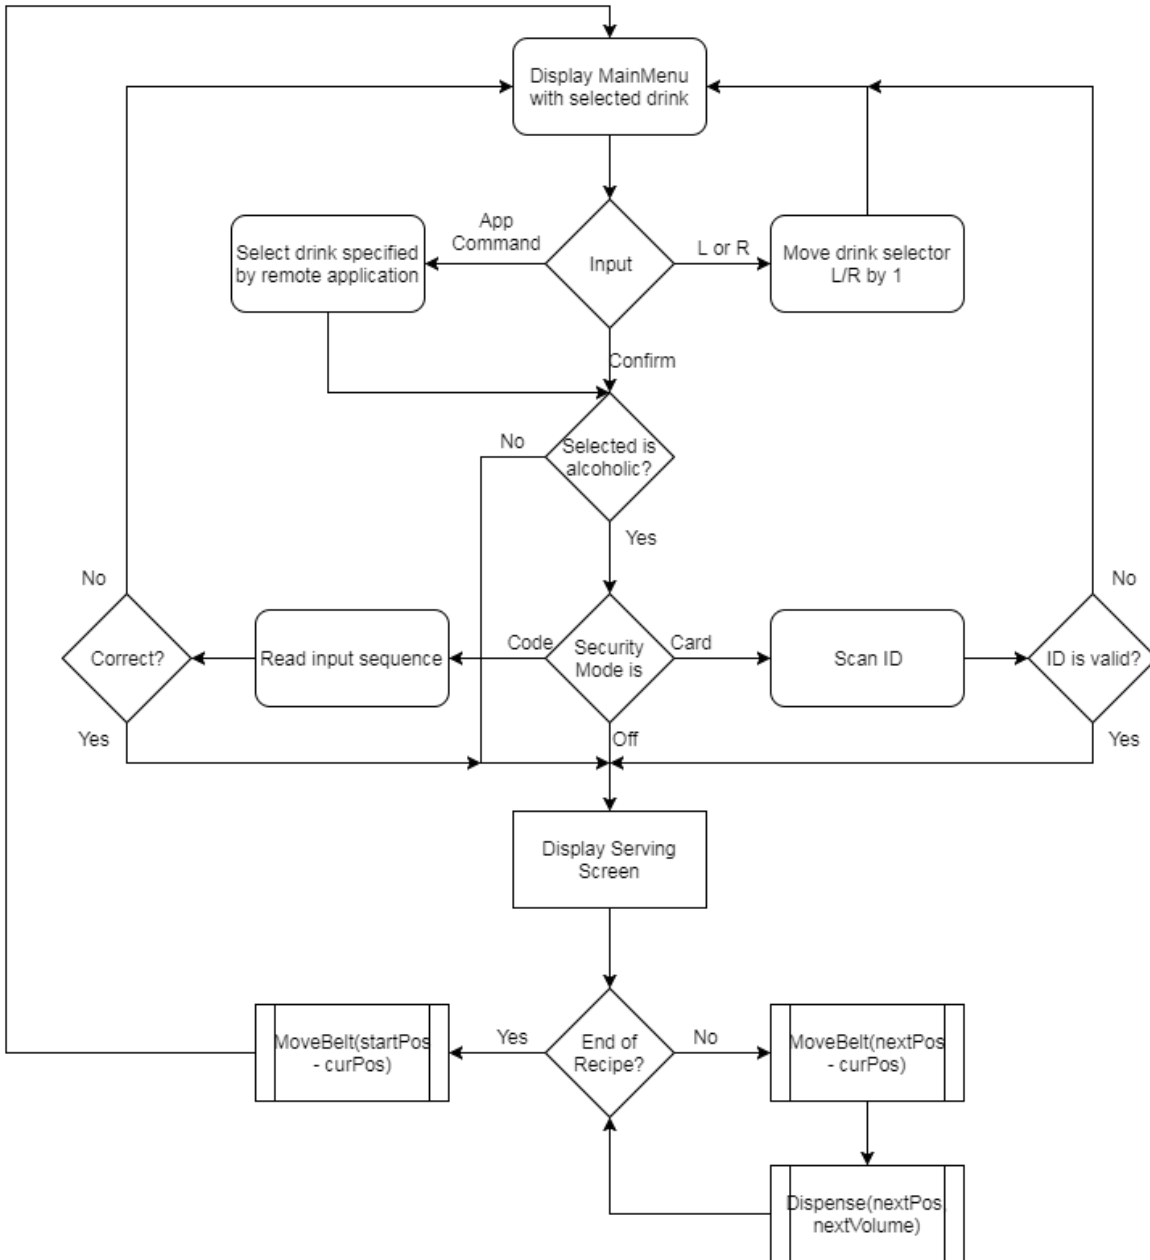 Display MainMenu
with selected drink
App
Command
Select drink specified
by remote application
Input
L or R
Move drink selector
L/R by 1
Confirm
No
Selected is
alcoholic?
Yes
No
No
Correct?
Read input sequence
Code
Security
Mode is
Card
Scan ID
ID is valid?
Yes
Off
Yes
Display Serving
Screen
MoveBelt(startPos
- curPos)
Yes
End of
Recipe?
No
MoveBelt(nextPos
- curPos)
Dispense(nextPos,
nextVolume)